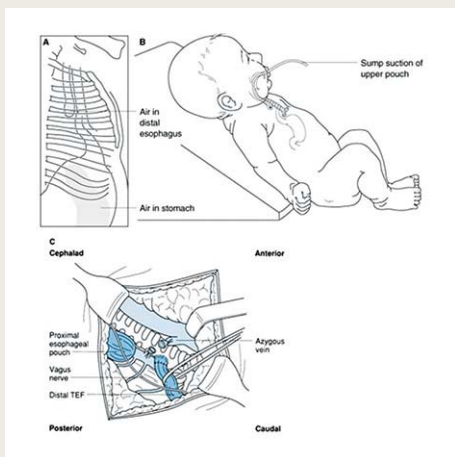 A
B
Sump suction of
upper pouch
Air in
distal
esophagus
Air in stomach
C
Cephalad
Anterior
Proximal
esophageal
pouch
Azygous
vein
Vagus
nerve
Distal TEF
Posterior
Caudal